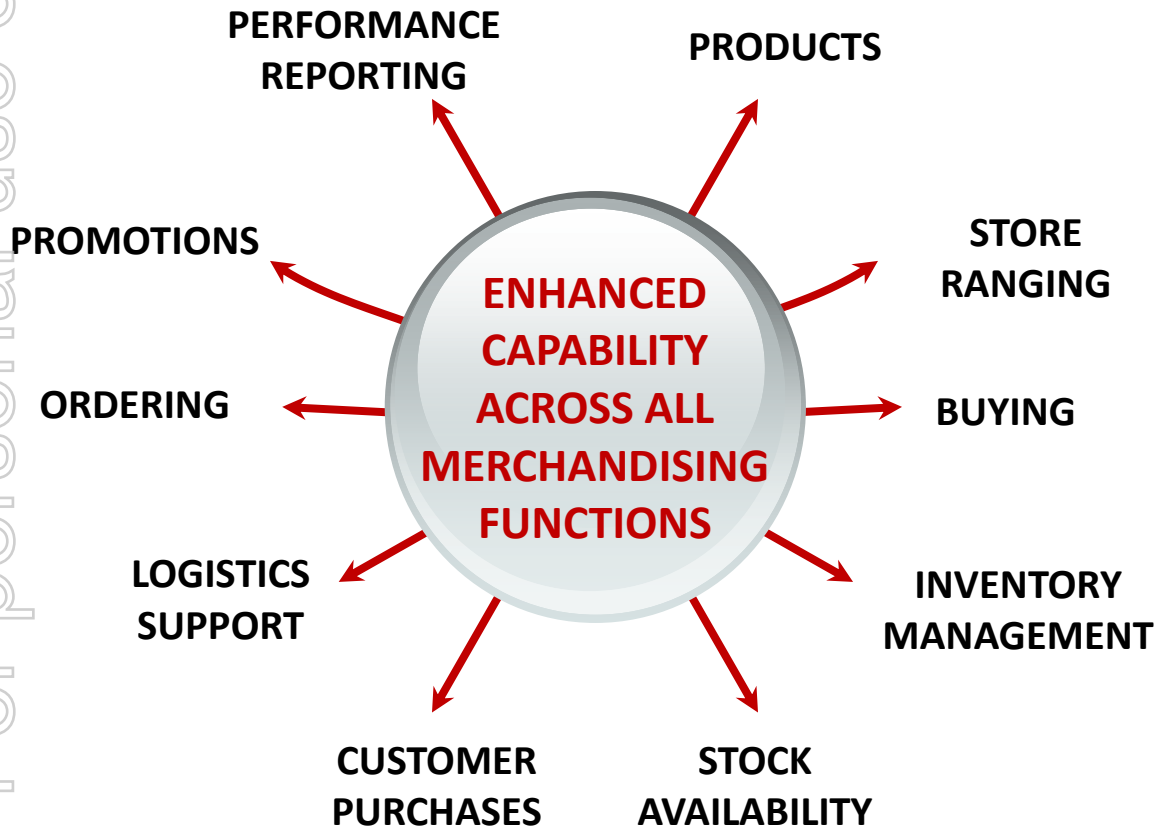 PERFORMANCE
REPORTING
PRODUCTS
PROMOTIONS
STORE
RANGING
ENHANCED
CAPABILITY
ACROSS ALL
MERCHANDISING
FUNCTIONS
ORDERING
BUYING
LOGISTICS
SUPPORT
INVENTORY
MANAGEMENT
CUSTOMER
PURCHASES
STOCK
AVAILABILITY